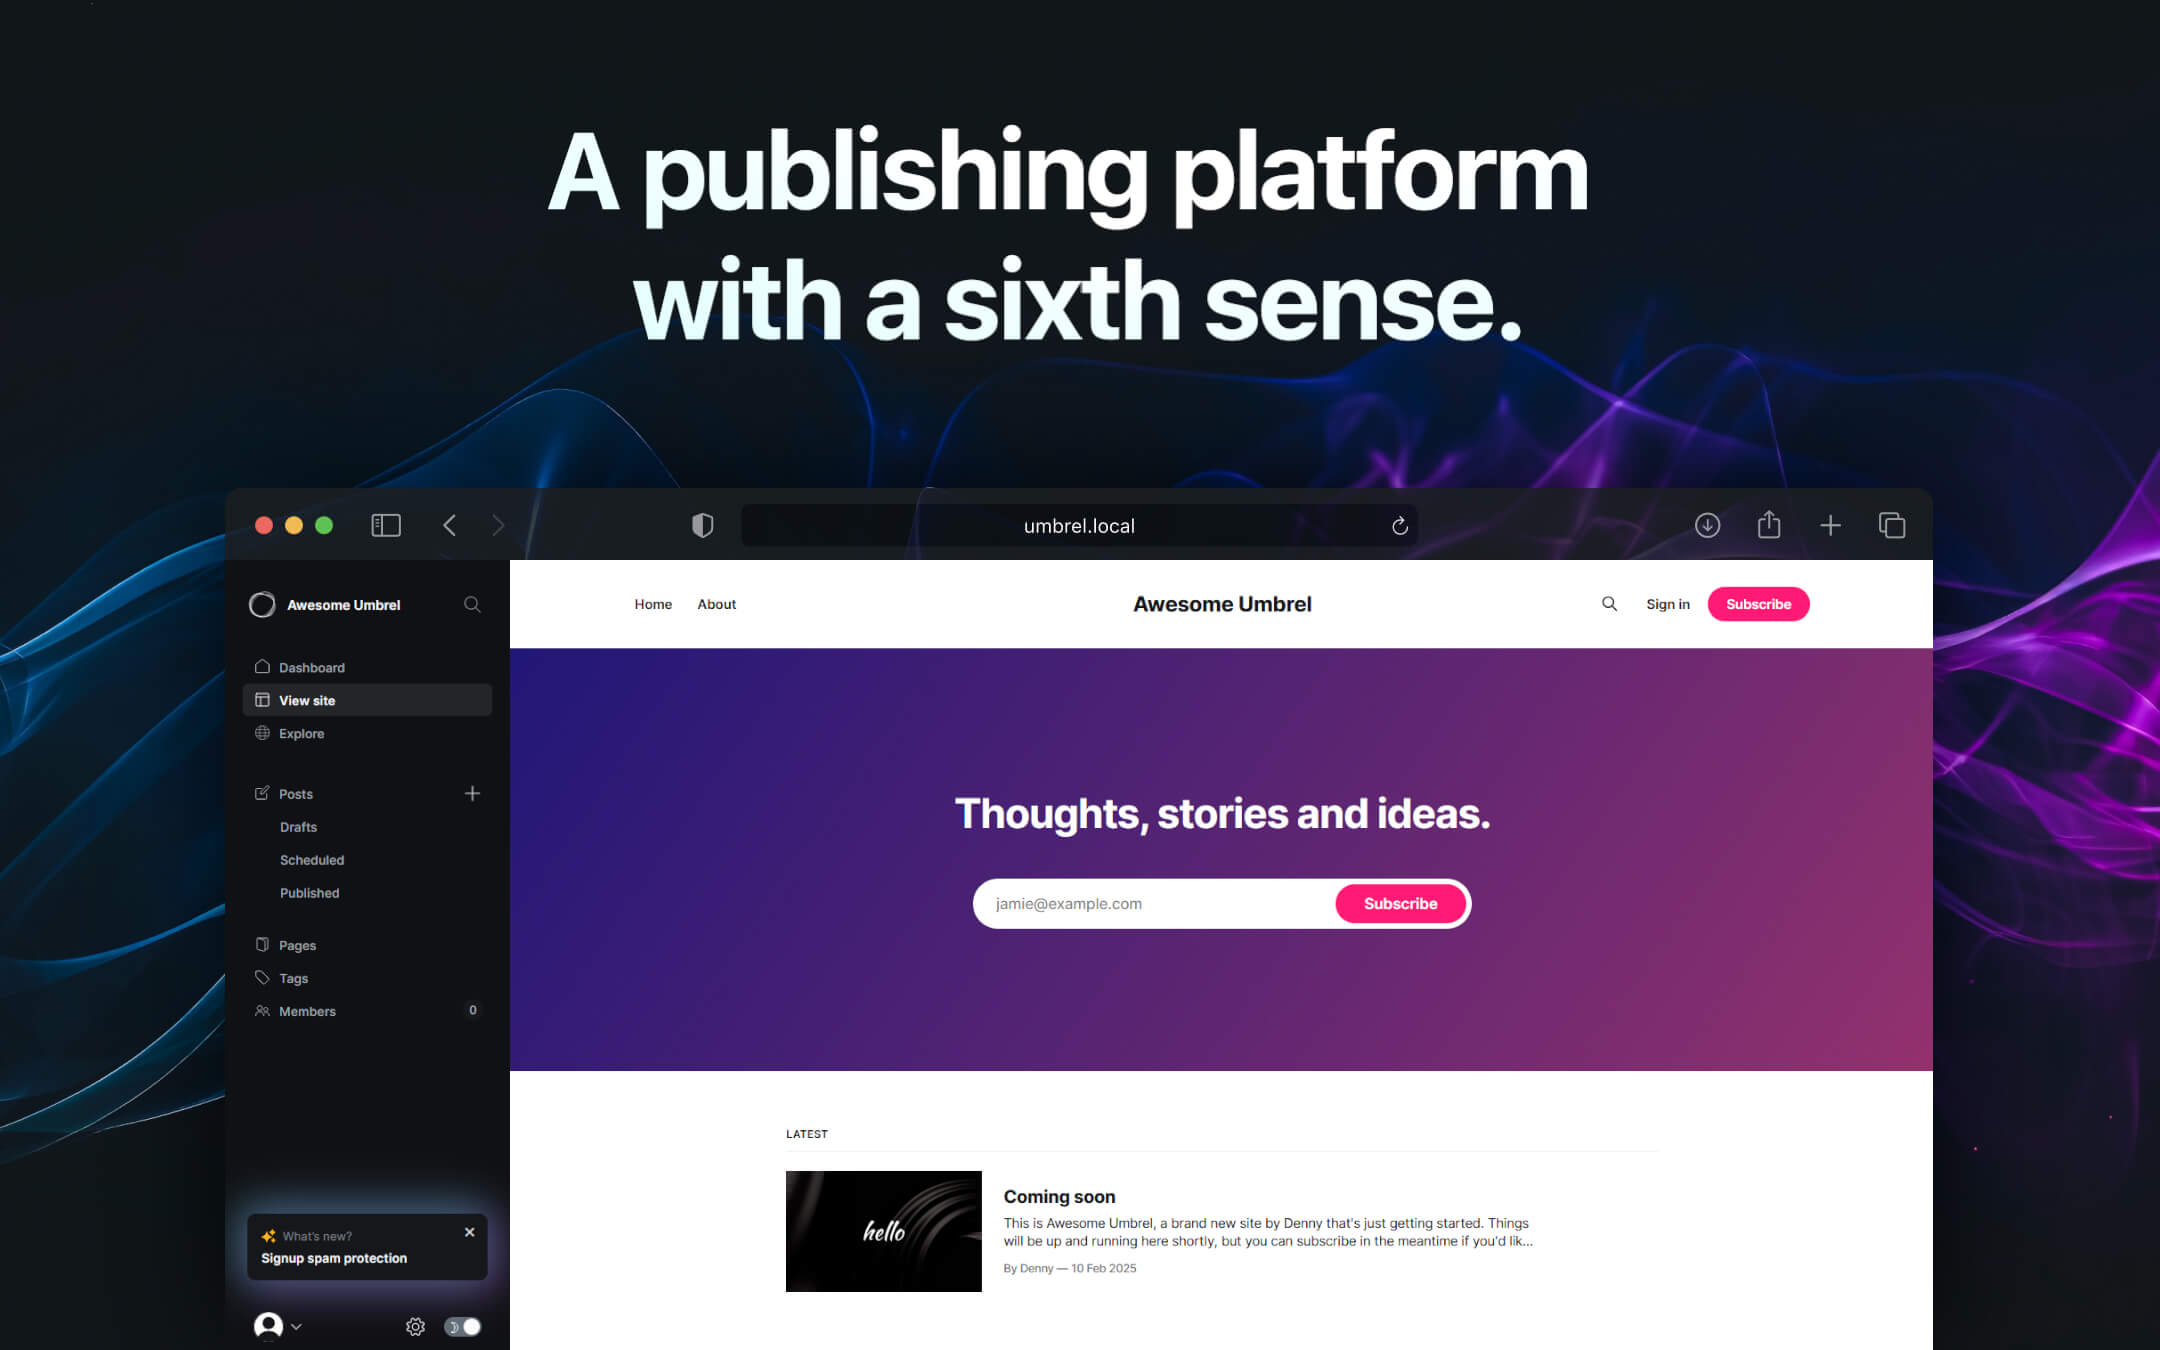 A publishing platform
with a sixth sense.
umbrel.local
Awesome Umbrel
Dashboard
View site
Explore
Posts
Drafts
Scheduled
Published
Pages
Tags
Members 0
What's new?
Signup spam protection
Home About Awesome Umbrel Sign in Subscribe
Thoughts, stories and ideas.
jamie@example.com Subscribe
LATEST
hello
Coming soon
This is Awesome Umbrel, a brand new site by Denny that's just getting started. Things
will be up and running here shortly, but you can subscribe in the meantime if you'd lik...
By Denny — 10 Feb 2025